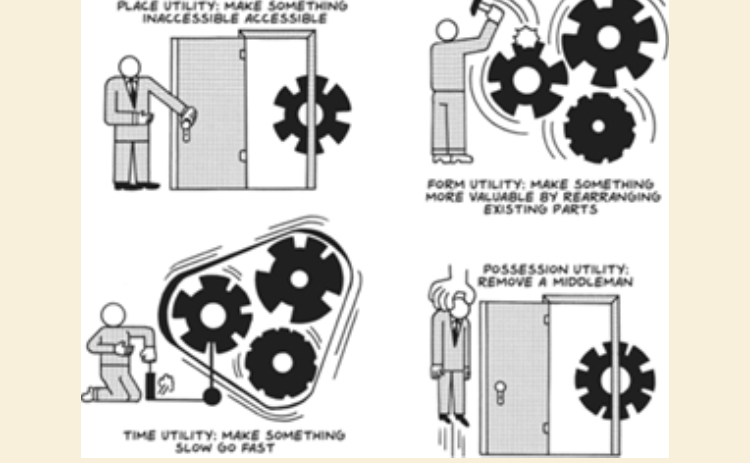 PLACE UTILITY: MAKE SOMETHING
INACCESSIBLE ACCESSIBLE
FORM UTILITY: MAKE SOMETHING
MORE VALUABLE BY REARRANGING
EXISTING PARTS
TIME UTILITY: MAKE SOMETHING
SLOW GO FAST
POSSESSION UTILITY:
REMOVE A MIDDLEMAN